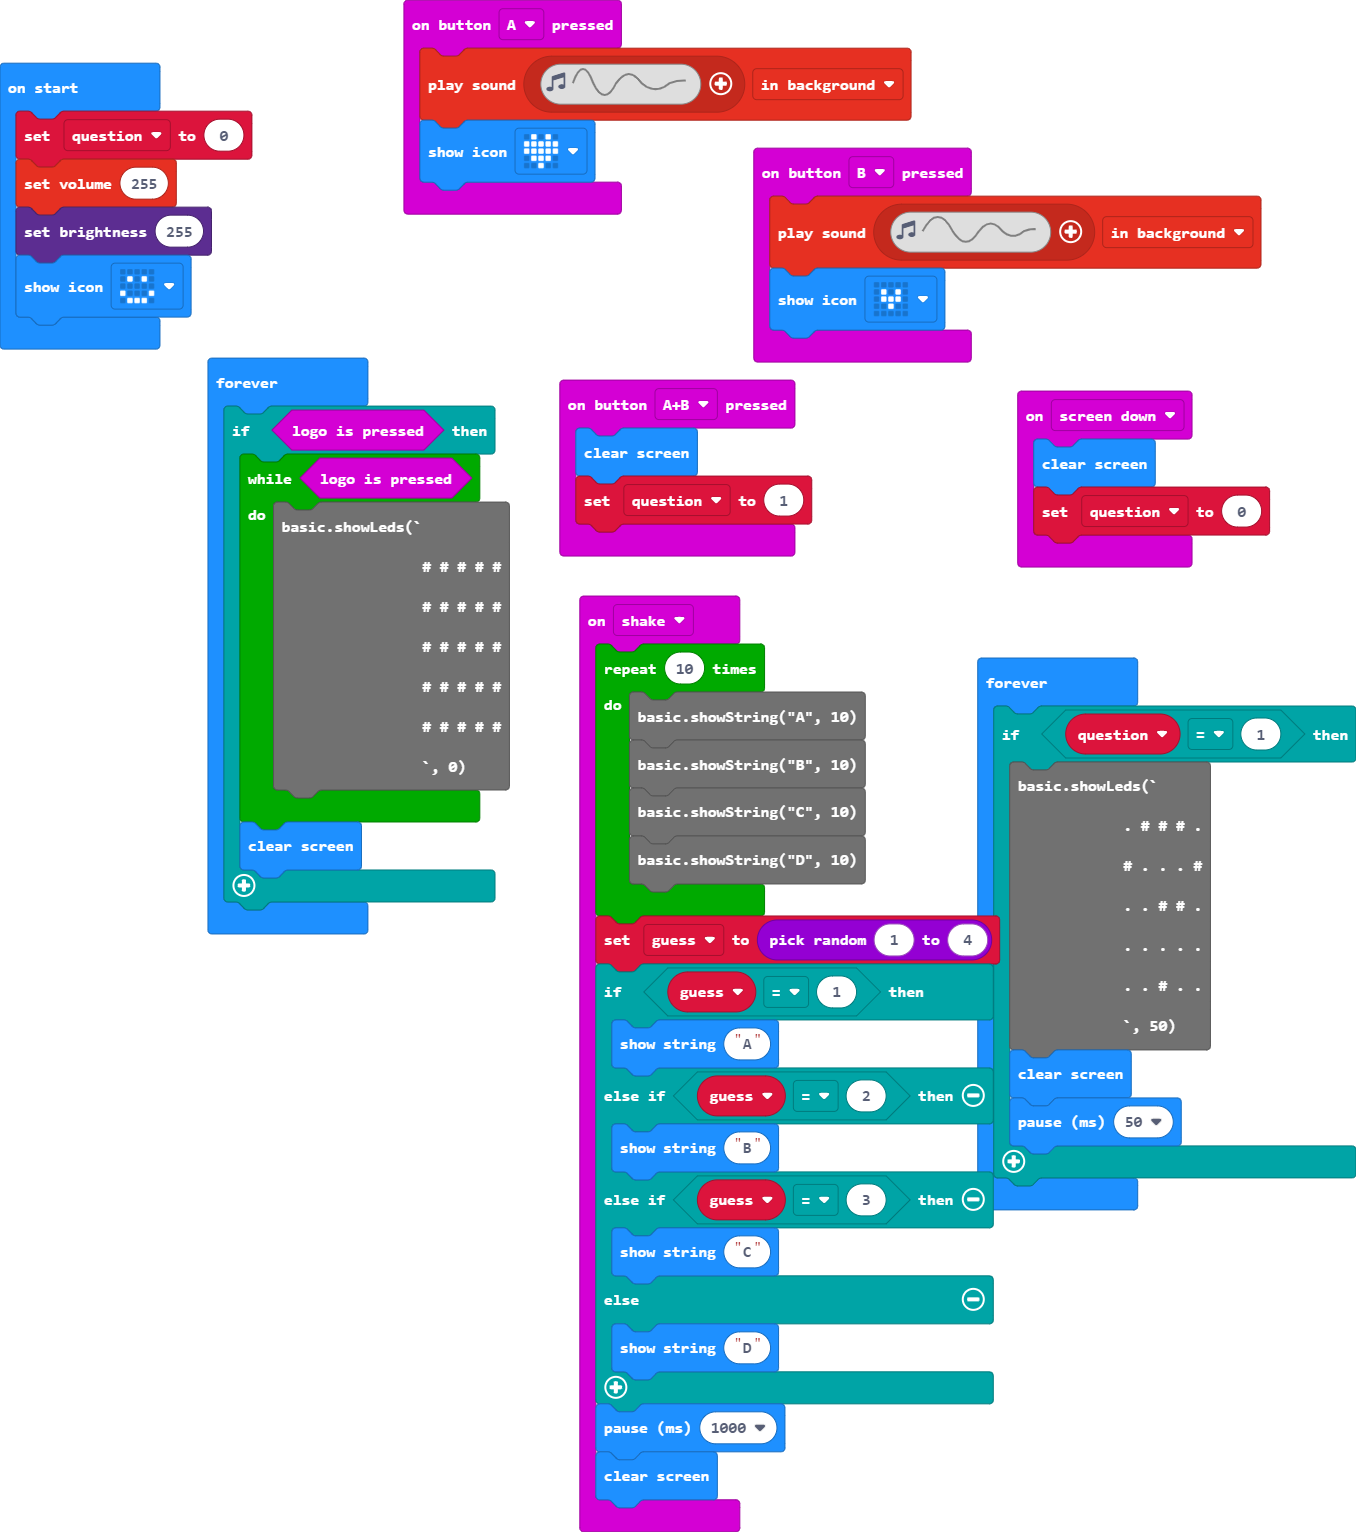 on start
set question to 0
set volume 255
set brightness 255
show icon
on button A pressed
play sound in background
show icon
on button B pressed
play sound in background
show icon
forever
if logo is pressed then
while logo is pressed
do
basic.showLeds(`
# # # # #
# # # # #
# # # # #
# # # # #
# # # # #
`, 0)
clear screen
on button A+B pressed
clear screen
set question to 1
on screen down
clear screen
set question to 0
on shake
repeat 10 times
do
basic.showString("A", 10)
basic.showString("B", 10)
basic.showString("C", 10)
basic.showString("D", 10)
set guess to pick random 1 to 4
if guess = 1 then
show string "A"
else if guess = 2 then
show string "B"
else if guess = 3 then
show string "C"
else
show string "D"
pause (ms) 1000
clear screen
forever
if question = 1 then
basic.showLeds(`
. # # # .
# . . . #
. . # # .
. . . . .
. . # . .
`, 50)
clear screen
pause (ms) 50